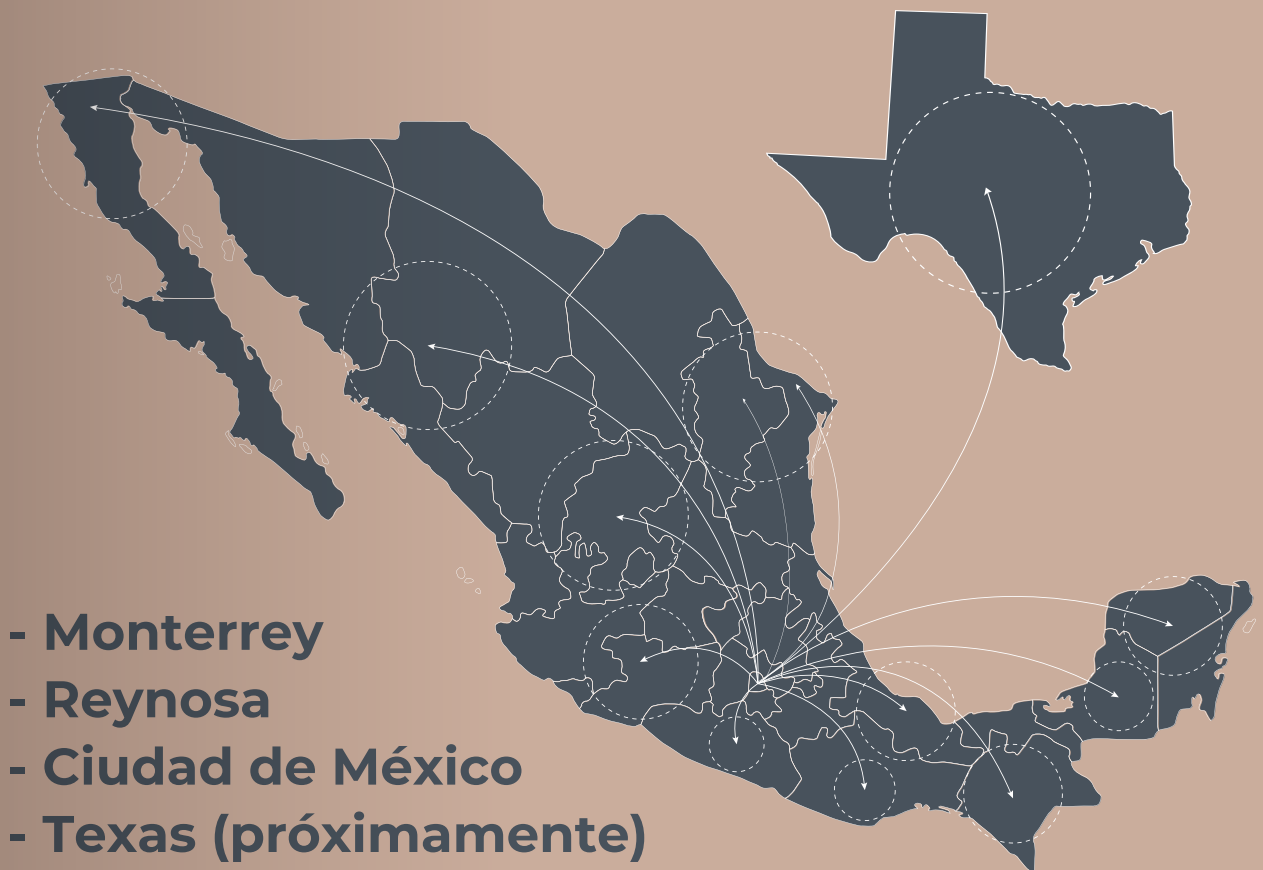 - Monterrey
- Reynosa
- Ciudad de México
- Texas (próximamente)